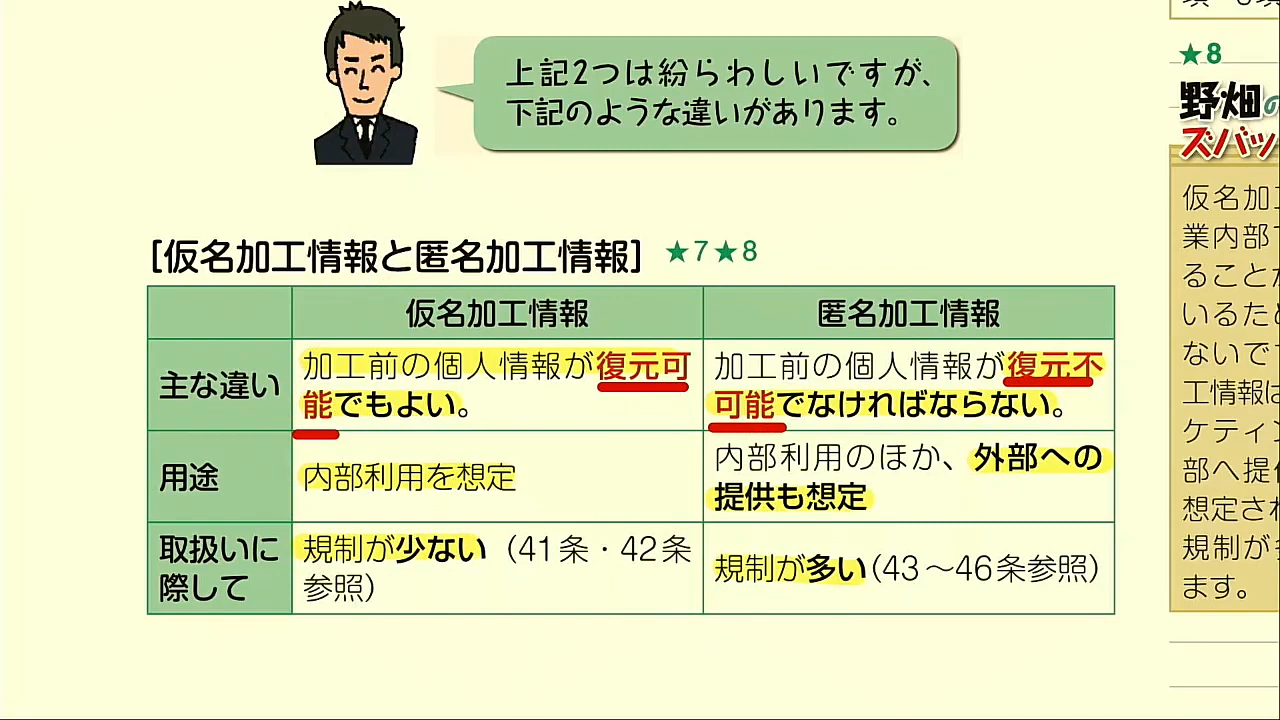 上記2つは紛らわしいですが、
下記のような違いがあります。
[仮名加工情報と匿名加工情報] ★7★8
仮名加工情報 匿名加工情報
主な違い
加工前の個人情報が復元可
能でもよい。
加工前の個人情報が復元不
可能でなければならない。
用途
内部利用を想定
内部利用のほか、外部への
提供も想定
取扱いに
際して
規制が少ない（41条・42条
参照）
規制が多い(43～46条参照)
★8
野畑の
ズバッ
仮名加
業内部
ること
いるた
ないで
工情報は
ケティ
部へ提
想定され
規制が
ます。